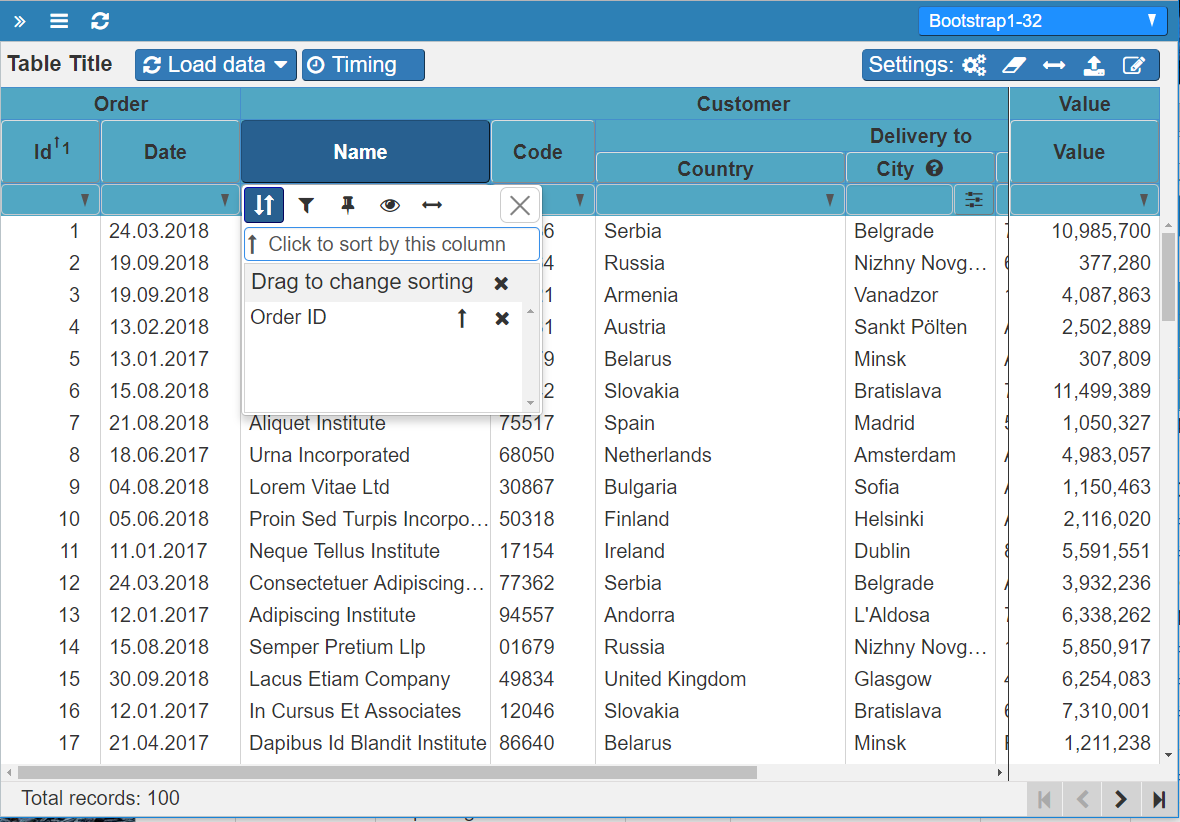 Bootstrap1-32
Table Title Load data Timing Settings:
Order Customer Value
Id 1 Date Name Code Delivery to Value
Country City
Click to sort by this column
Drag to change sorting
Order ID
1 24.03.2018 6 Serbia Belgrade 10,985,700
2 19.09.2018 4 Russia Nizhny Novg... 377,280
3 19.09.2018 1 Armenia Vanadzor 4,087,863
4 13.02.2018 1 Austria Sankt Pölten 2,502,889
5 13.01.2017 9 Belarus Minsk 307,809
6 15.08.2018 2 Slovakia Bratislava 11,499,389
7 21.08.2018 Aliquet Institute 75517 Spain Madrid 1,050,327
8 18.06.2017 Urna Incorporated 68050 Netherlands Amsterdam 4,983,057
9 04.08.2018 Lorem Vitae Ltd 30867 Bulgaria Sofia 1,150,463
10 05.06.2018 Proin Sed Turpis Incorpo... 50318 Finland Helsinki 2,116,020
11 11.01.2017 Neque Tellus Institute 17154 Ireland Dublin 5,591,551
12 24.03.2018 Consectetuer Adipiscing... 77362 Serbia Belgrade 3,932,236
13 12.01.2017 Adipiscing Institute 94557 Andorra L'Aldosa 6,338,262
14 15.08.2018 Semper Pretium Llp 01679 Russia Nizhny Novg... 5,850,917
15 30.09.2018 Lacus Etiam Company 49834 United Kingdom Glasgow 6,254,083
16 12.01.2017 In Cursus Et Associates 12046 Slovakia Bratislava 7,310,001
17 21.04.2017 Dapibus Id Blandit Institute 86640 Belarus Minsk 1,211,238
Total records: 100